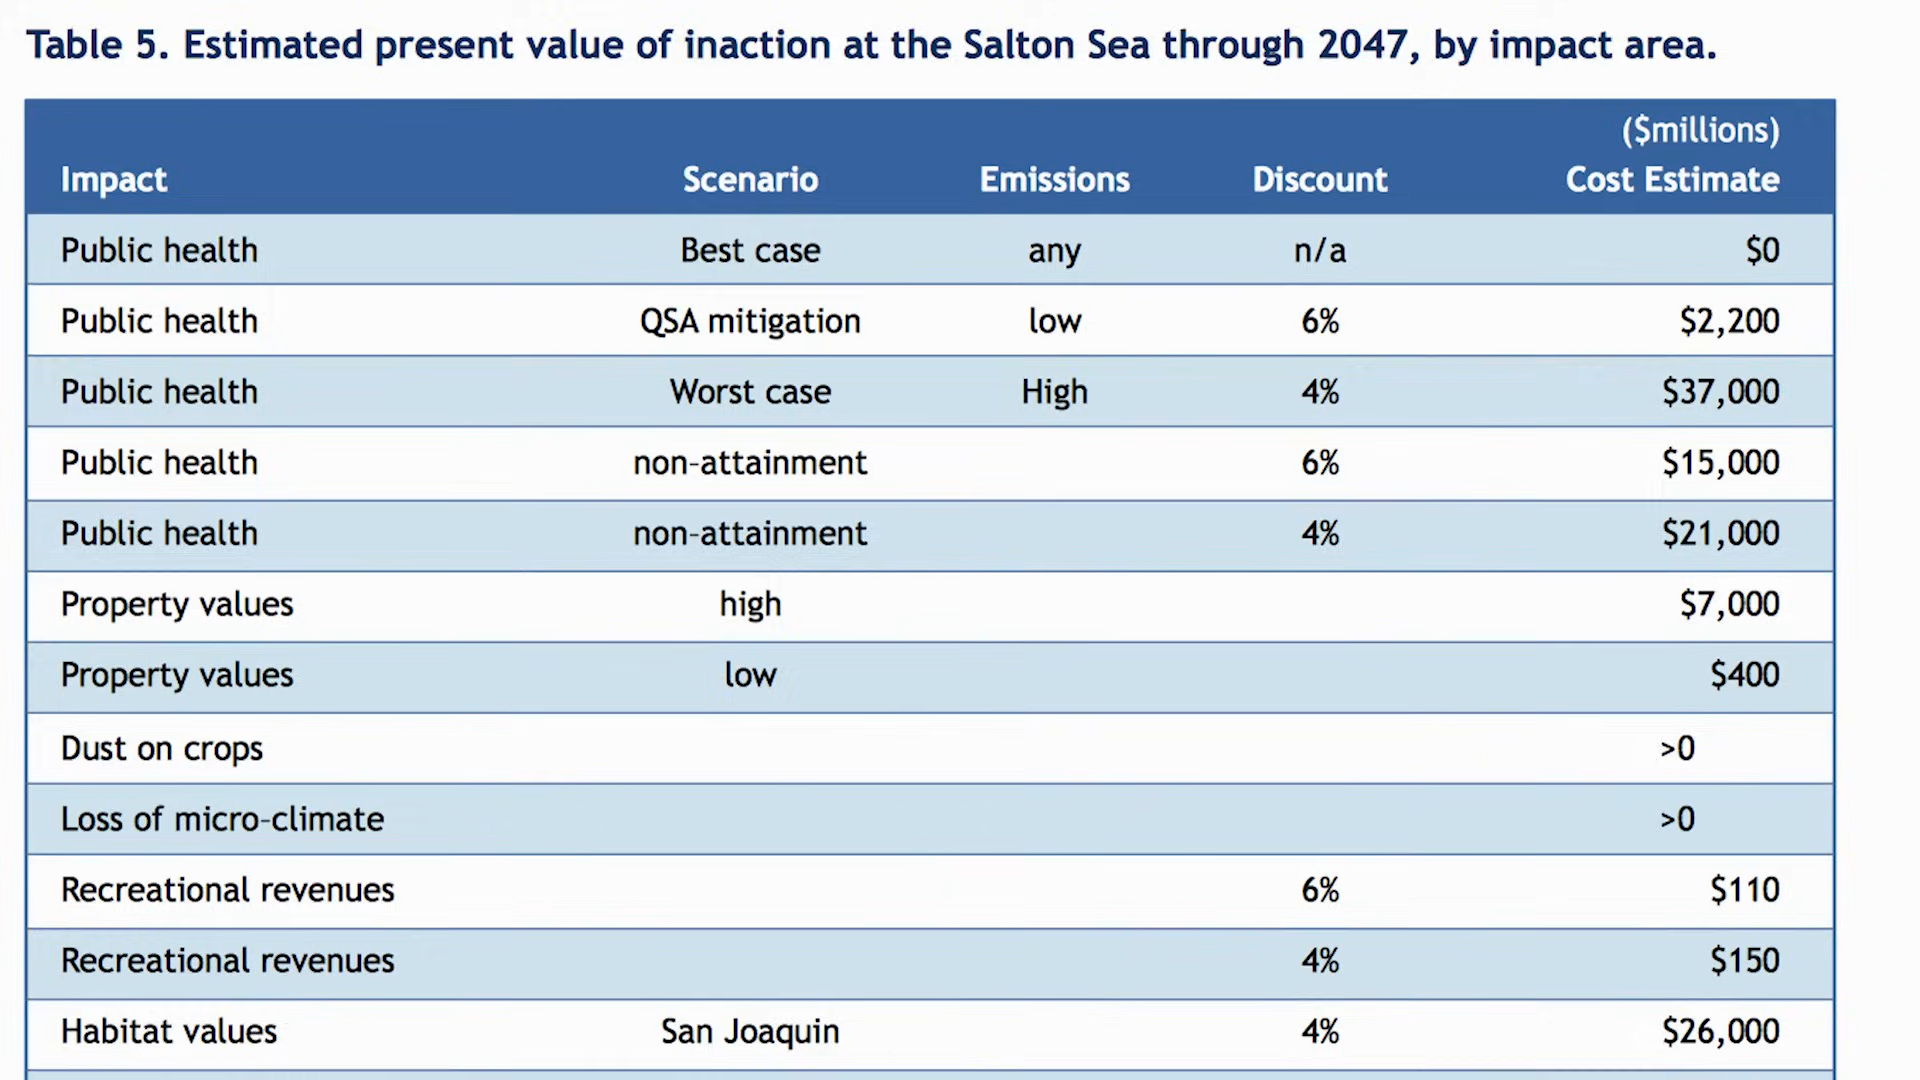 Table 5. Estimated present value of inaction at the Salton Sea through 2047, by impact area.
($millions)
Impact Scenario Emissions Discount Cost Estimate
Public health Best case any n/a $0
Public health QSA mitigation low 6% $2,200
Public health Worst case High 4% $37,000
Public health non-attainment 6% $15,000
Public health non-attainment 4% $21,000
Property values high $7,000
Property values low $400
Dust on crops >0
Loss of micro-climate >0
Recreational revenues 6% $110
Recreational revenues 4% $150
Habitat values San Joaquin 4% $26,000